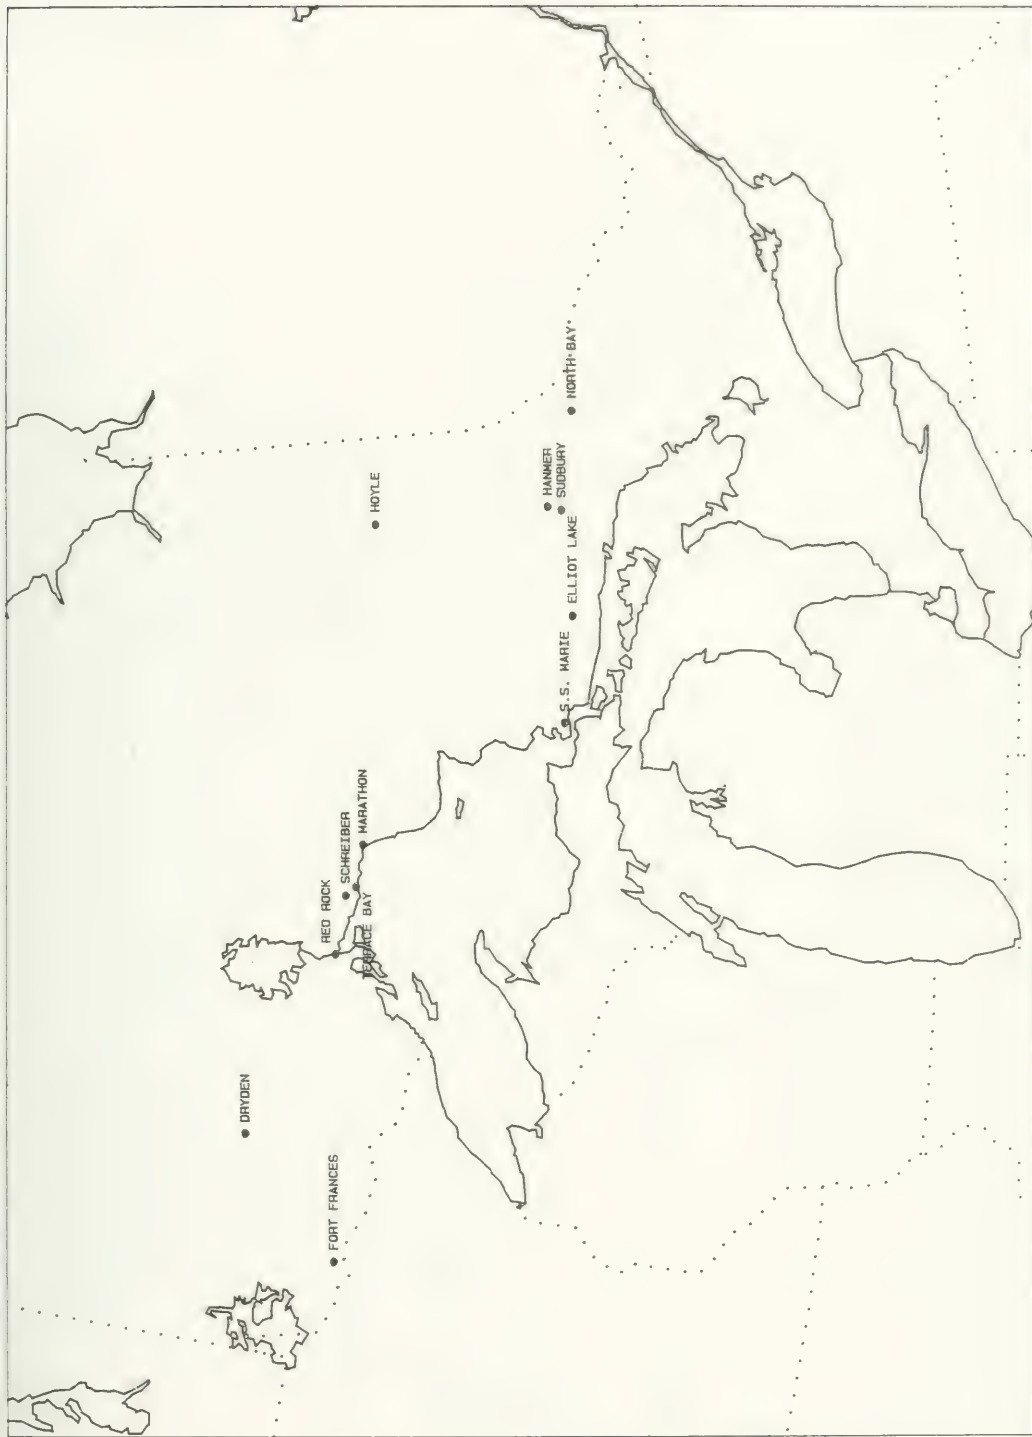 DRYDEN
FORT FRANCES
RED ROCK
SCHREIBER
TERRACE BAY
MARATHON
HOYLE
S.S. MARIE
ELLIOT LAKE
HANMER
SUDBURY
NORTH BAY